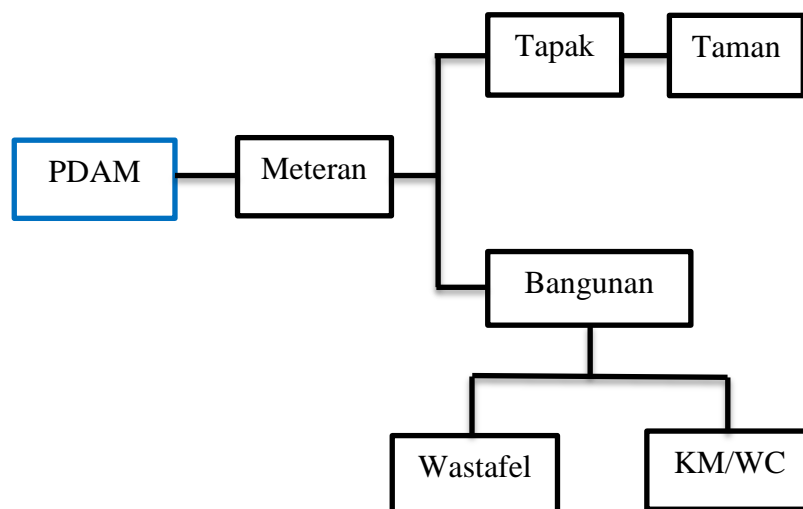 Tapak
Taman
PDAM
Meteran
Bangunan
Wastafel
KM/WC